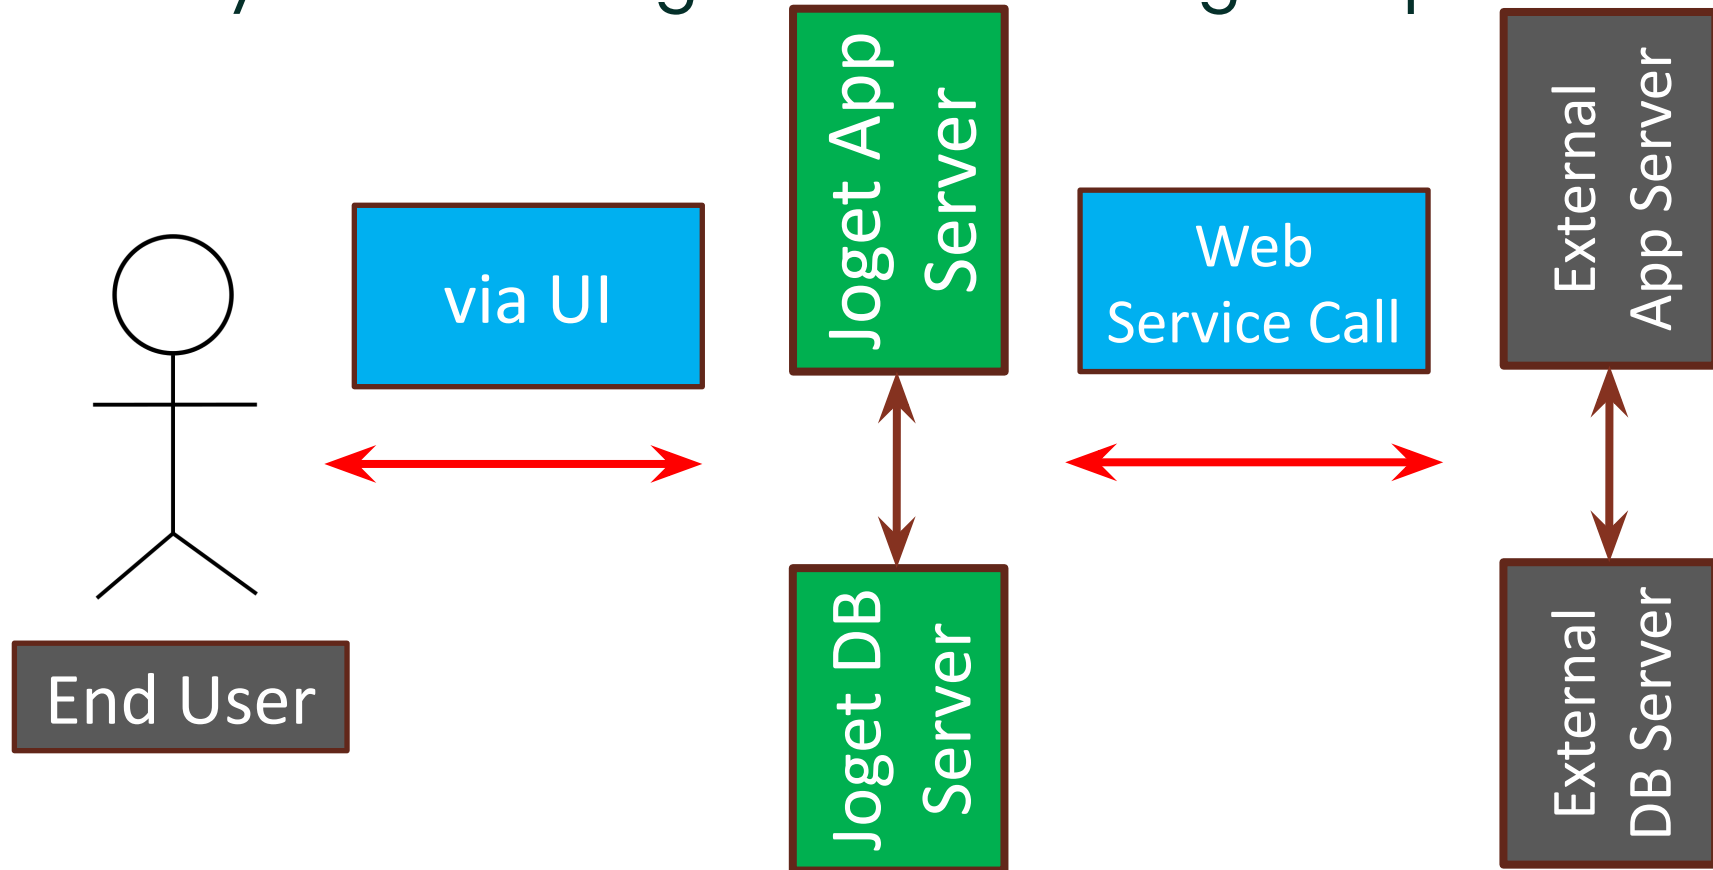 Joget App
Server
External
App Server
via UI
Web
Service Call
End User
Joget DB
Server
External
DB Server